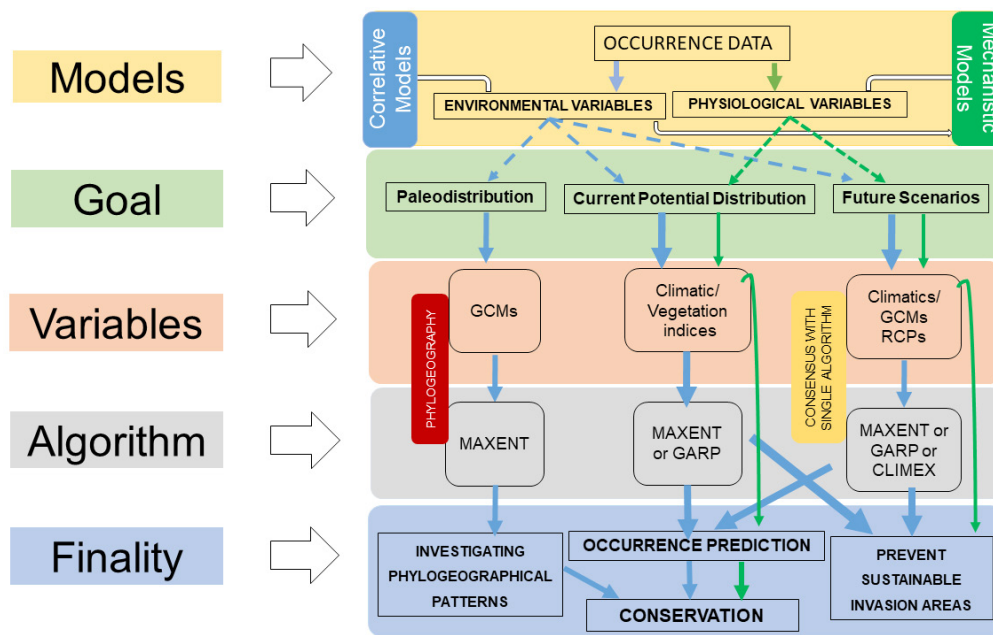 Models
Correlative
Models
OCCURRENCE DATA
Mechanistic
Models
ENVIRONMENTAL VARIABLES
PHYSIOLOGICAL VARIABLES
Goal
Paleodistribution
Current Potential Distribution
Future Scenarios
Variables
PHYLOGEOGRAPHY
GCMs
Climatic/
Vegetation
indices
CONSENSUS WITH
SINGLE ALGORITHM
Climatics/
GCMs
RCPs
Algorithm
MAXENT
MAXENT
or GARP
MAXENT or
GARP or
CLIMEX
Finality
INVESTIGATING
PHYLOGEOGRAPHICAL
PATTERNS
OCCURRENCE PREDICTION
CONSERVATION
PREVENT
SUSTAINABLE
INVASION AREAS